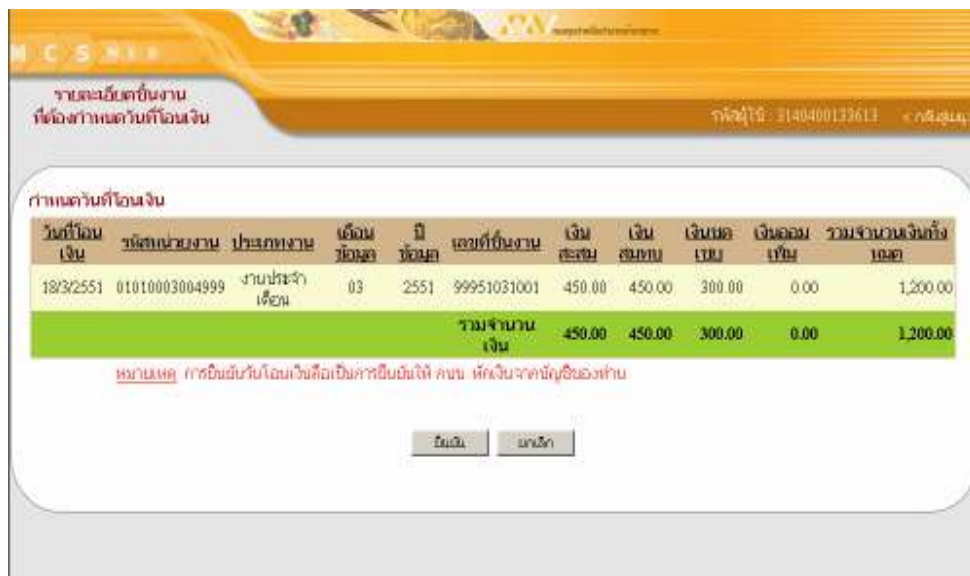 MCS WEB
รายละเอียดชิ้นงาน
ที่ต้องกำหนดวันที่โอนเงิน
รหัสผู้ใช้ : 3140400133613
กำหนดวันที่โอนเงิน
วันที่โอนเงิน รหัสหน่วยงาน ประเภทงาน เดือนข้อมูล ปีข้อมูล เลขที่ชิ้นงาน เงินสะสม เงินสมทบ เงินชดเชย เงินออมเพิ่ม รวมจำนวนเงินทั้งหมด
18/3/2551 01010003004999 งานประจำเดือน 03 2551 99951031001 450.00 450.00 300.00 0.00 1,200.00
รวมจำนวนเงิน 450.00 450.00 300.00 0.00 1,200.00
หมายเหตุ การยืนยันวันโอนเงินถือเป็นการยืนยันให้ กบข. หักเงินจากบัญชีของท่าน
ยืนยัน ยกเลิก